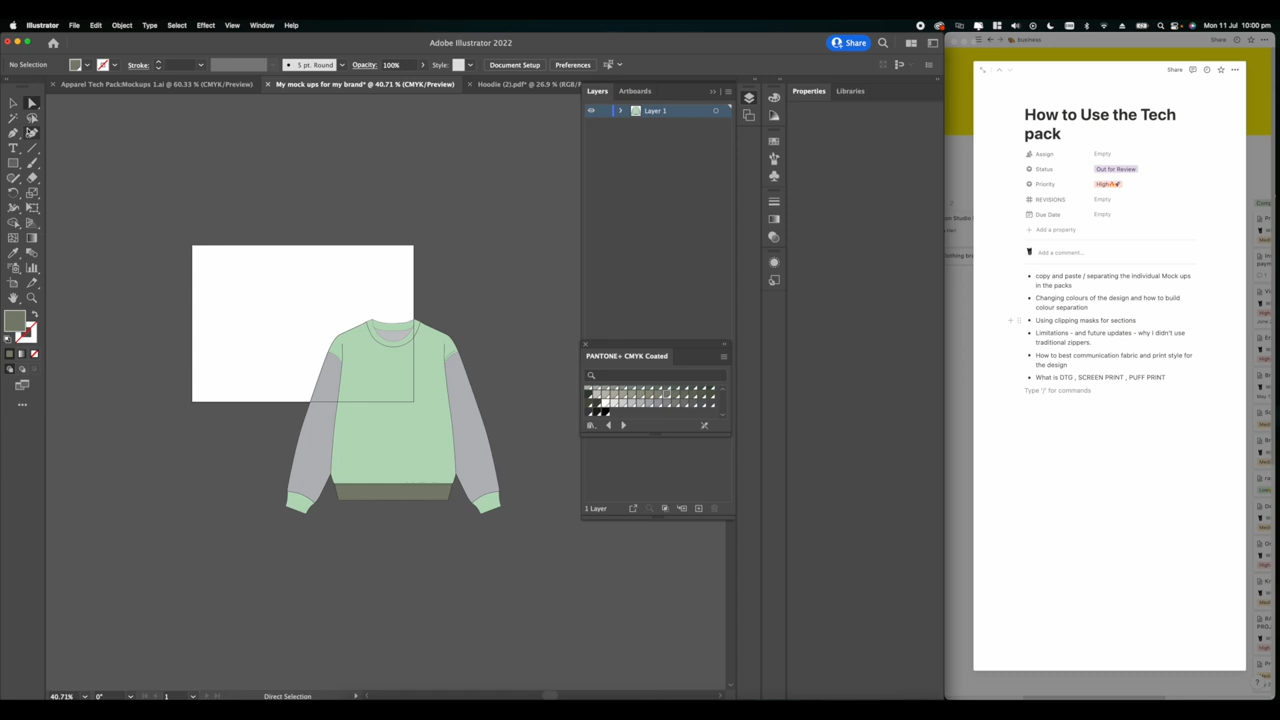 Illustrator File Edit Object Type Select Effect View Window Help
Mon 11 Jul 10:00 pm
Adobe Illustrator 2022
Share
No Selection
Stroke:
5 pt. Round
Opacity: 100%
Style:
Document Setup
Preferences
Apparel Tech Pack:Mockups 1.ai @ 60.33 % (CMYK/Preview)
My mock ups for my brand* @ 40.71 % (CMYK/Preview)
Hoodie (2).pdf* @ 26.9 % (RGB/P
Layers
Artboards
Properties
Libraries
Layer 1
PANTONE+ CMYK Coated
1 Layer
40.71%
0°
1
Direct Selection
business
Share
Share
How to Use the Tech
pack
Assign Empty
Status Out for Review
Priority High🔥🚀
REVISIONS Empty
Due Date Empty
+ Add a property
Add a comment...
• copy and paste / separating the individual Mock ups
in the packs
• Changing colours of the design and how to build
colour separation
• Using clipping masks for sections
• Limitations - and future updates - why I didn't use
traditional zippers.
• How to best communication fabric and print style for
the design
• What is DTG , SCREEN PRINT , PUFF PRINT
Type '/' for commands